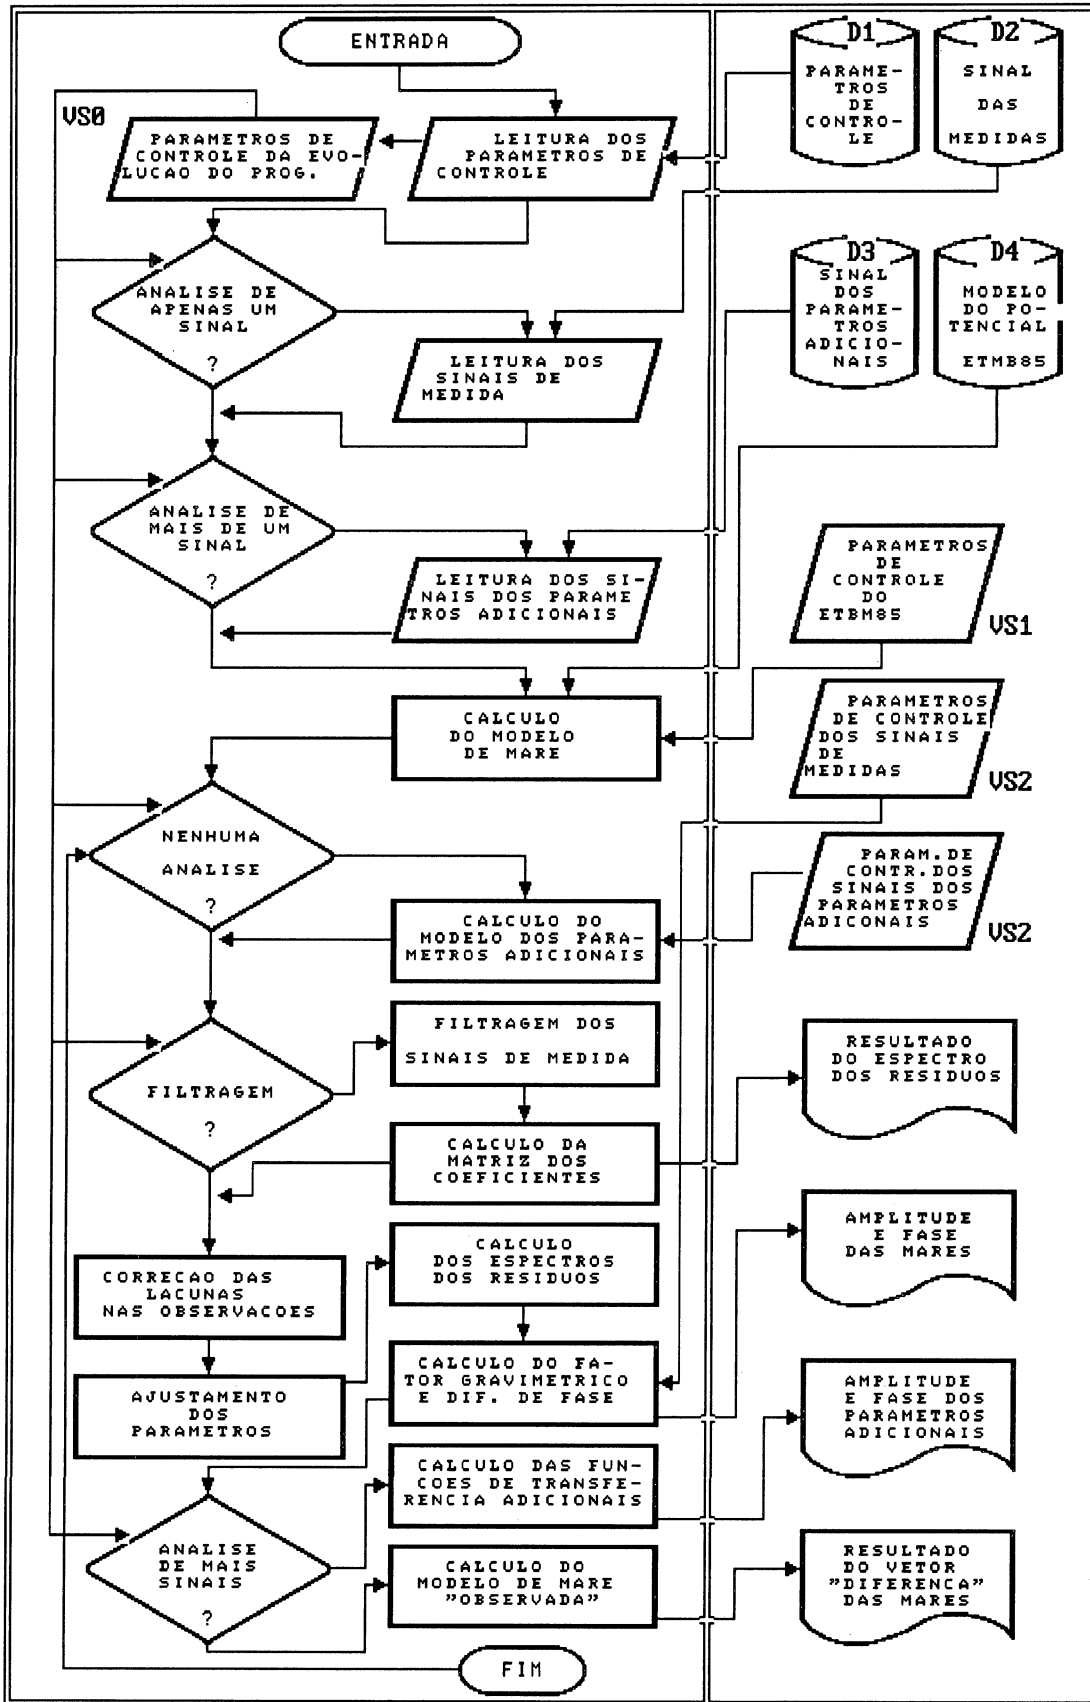 ENTRADA
VS0
PARAMETROS DE
CONTROLE DA EVO-
LUCAO DO PROG.
LEITURA DOS
PARAMETROS DE
CONTROLE
D1
PARAME-
TROS
DE
CONTRO-
LE
D2
SINAL
DAS
MEDIDAS
ANALISE DE
APENAS UM
SINAL
?
LEITURA DOS
SINAIS DE
MEDIDA
D3
SINAL
DOS
PARAME-
TROS
ADICIO-
NAIS
D4
MODELO
DO PO-
TENCIAL
ETMB85
ANALISE DE
MAIS DE UM
SINAL
?
LEITURA DOS SI-
NAIS DOS PARAME
TROS ADICIONAIS
PARAMETROS
DE
CONTROLE
DO
ETBM85
VS1
CALCULO
DO MODELO
DE MARE
PARAMETROS
DE CONTROLE
DOS SINAIS
DE
MEDIDAS
VS2
NENHUMA
ANALISE
?
CALCULO DO
MODELO DOS PARA-
METROS ADICIONAIS
PARAM.DE
CONTR.DOS
SINAIS DOS
PARAMETROS
ADICONAIS
VS2
FILTRAGEM
?
FILTRAGEM DOS
SINAIS DE MEDIDA
RESULTADO
DO ESPECTRO
DOS RESIDUOS
CALCULO DA
MATRIZ DOS
COEFICIENTES
CORRECAO DAS
LACUNAS
NAS OBSERVACOES
CALCULO
DOS ESPECTROS
DOS RESIDUOS
AMPLITUDE
E FASE
DAS MARES
AJUSTAMENTO
DOS
PARAMETROS
CALCULO DO FA-
TOR GRAVIMETRICO
E DIF. DE FASE
AMPLITUDE
E FASE DOS
PARAMETROS
ADICIONAIS
ANALISE
DE MAIS
SINAIS
?
CALCULO DAS FUN-
COES DE TRANSFE-
RENCIA ADICIONAIS
CALCULO DO
MODELO DE MARE
"OBSERVADA"
RESULTADO
DO VETOR
"DIFERENCA"
DAS MARES
FIM